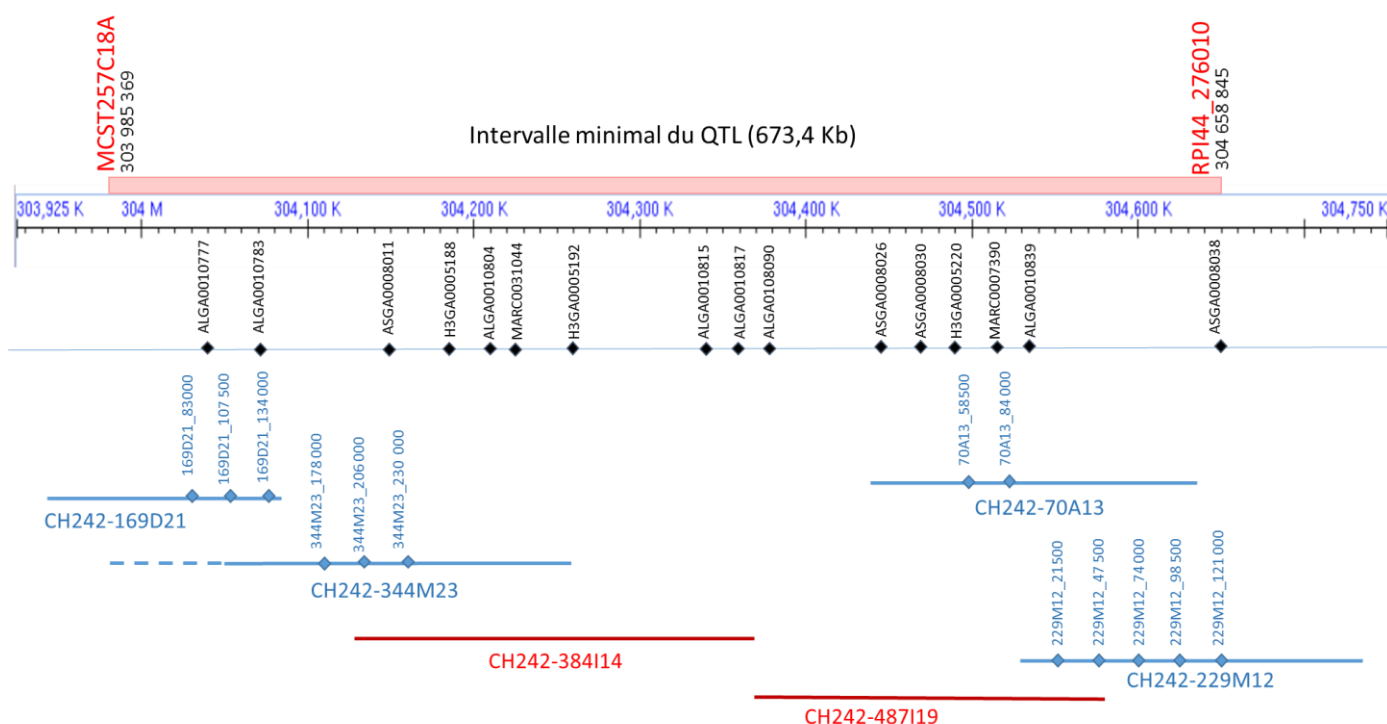 MCST257C18A
303 985 369
Intervalle minimal du QTL (673,4 Kb)
RPI44_276010
304 658 845
303,925 K 304 M 304,100 K 304,200 K 304,300 K 304,400 K 304,500 K 304,600 K 304,750 K
ALGA0010777
ALGA0010783
ASGA0008011
H3GA0005188
ALGA0010804
MARC0031044
H3GA0005192
ALGA0010815
ALGA0010817
ALGA0108090
ASGA0008026
ASGA0008030
H3GA0005220
MARC0007390
ALGA0010839
ASGA0008038
169D21_83000
169D21_107 500
169D21_134 000
CH242-169D21
344M23_178 000
344M23_206 000
344M23_230 000
CH242-344M23
70A13_58500
70A13_84 000
CH242-70A13
229M12_21500
229M12_47 500
229M12_74 000
229M12_98 500
229M12_121 000
CH242-229M12
CH242-384I14
CH242-487I19